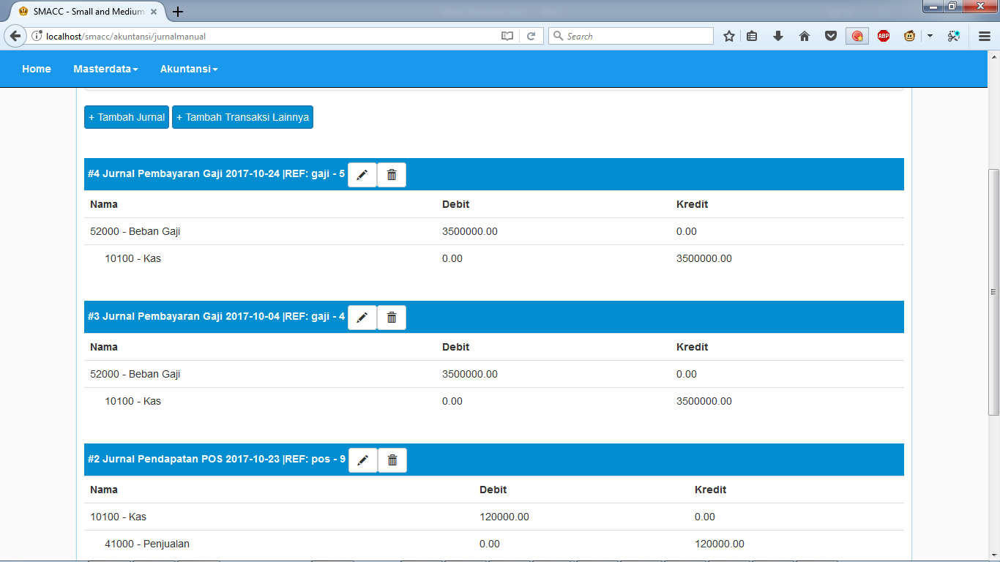 SMACC - Small and Medium
localhost/smacc/akuntansi/jurnalmanual
Search
ABP
Home Masterdata Akuntansi
+ Tambah Jurnal + Tambah Transaksi Lainnya
#4 Jurnal Pembayaran Gaji 2017-10-24 |REF: gaji - 5
Nama Debit Kredit
52000 - Beban Gaji 3500000.00 0.00
10100 - Kas 0.00 3500000.00
#3 Jurnal Pembayaran Gaji 2017-10-04 |REF: gaji - 4
Nama Debit Kredit
52000 - Beban Gaji 3500000.00 0.00
10100 - Kas 0.00 3500000.00
#2 Jurnal Pendapatan POS 2017-10-23 |REF: pos - 9
Nama Debit Kredit
10100 - Kas 120000.00 0.00
41000 - Penjualan 0.00 120000.00